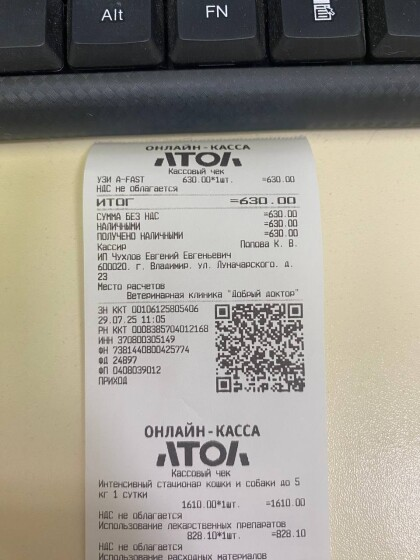 Alt
FN
ОНЛАЙН-КАССА
АТОЛ
Кассовый чек
УЗИ A-FAST 630.00*1шт. =630.00
НДС не облагается
ИТОГ =630.00
СУММА БЕЗ НДС =630.00
НАЛИЧНЫМИ =630.00
ПОЛУЧЕНО НАЛИЧНЫМИ =630.00
Кассир Попова К. В.
ИП Чухлов Евгений Евгеньевич
600020, г. Владимир, ул. Луначарского, д.
23
Место расчетов
Ветеринарная клиника "Добрый доктор"
ЗН ККТ 00106125805406
29.07.25 11:05
РН ККТ 0008385704012168
ИНН 370800305149
ФН 7381440800425774
ФД 24897
ФП 0408039012
ПРИХОД
ОНЛАЙН-КАССА
АТОЛ
Кассовый чек
Интенсивный стационар кошки и собаки до 5
кг 1 сутки
1610.00*1шт. =1610.00
НДС не облагается
Использование лекарственных препаратов
828.10*1шт. =828.10
НДС не облагается
Использование расходных материалов